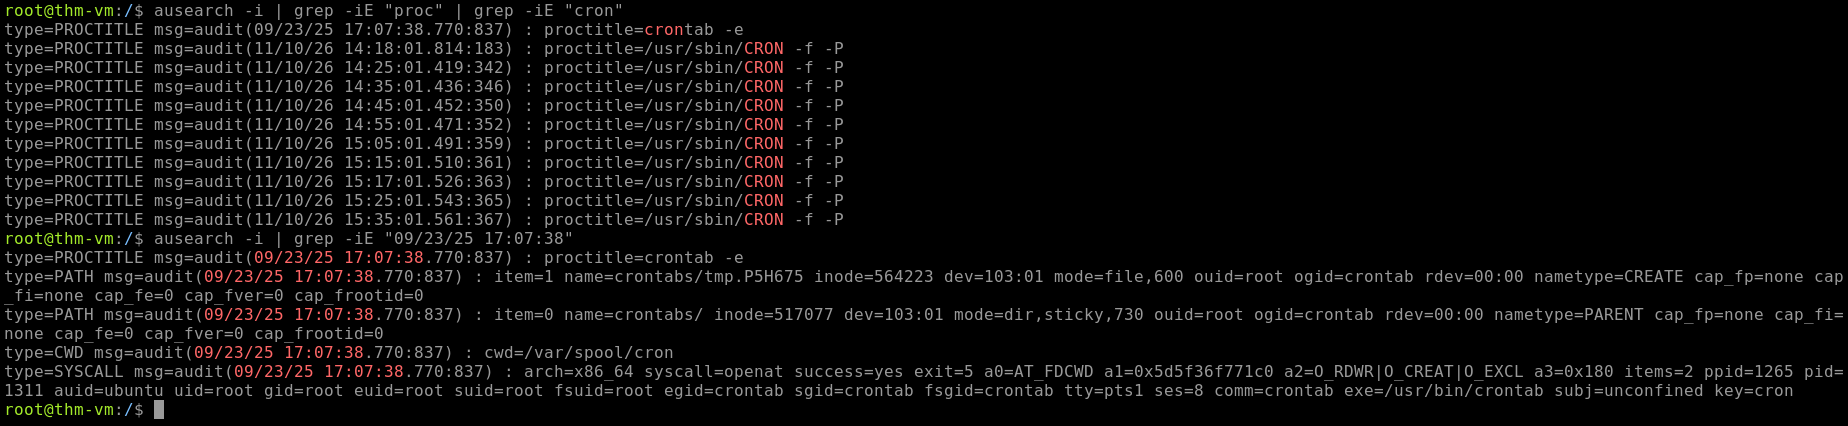 root@thm-vm:/$ ausearch -i | grep -iE "proc" | grep -iE "cron"
type=PROCTITLE msg=audit(09/23/25 17:07:38.770:837) : proctitle=crontab -e
type=PROCTITLE msg=audit(11/10/26 14:18:01.814:183) : proctitle=/usr/sbin/CRON -f -P
type=PROCTITLE msg=audit(11/10/26 14:25:01.419:342) : proctitle=/usr/sbin/CRON -f -P
type=PROCTITLE msg=audit(11/10/26 14:35:01.436:346) : proctitle=/usr/sbin/CRON -f -P
type=PROCTITLE msg=audit(11/10/26 14:45:01.452:350) : proctitle=/usr/sbin/CRON -f -P
type=PROCTITLE msg=audit(11/10/26 14:55:01.471:352) : proctitle=/usr/sbin/CRON -f -P
type=PROCTITLE msg=audit(11/10/26 15:05:01.491:359) : proctitle=/usr/sbin/CRON -f -P
type=PROCTITLE msg=audit(11/10/26 15:15:01.510:361) : proctitle=/usr/sbin/CRON -f -P
type=PROCTITLE msg=audit(11/10/26 15:17:01.526:363) : proctitle=/usr/sbin/CRON -f -P
type=PROCTITLE msg=audit(11/10/26 15:25:01.543:365) : proctitle=/usr/sbin/CRON -f -P
type=PROCTITLE msg=audit(11/10/26 15:35:01.561:367) : proctitle=/usr/sbin/CRON -f -P
root@thm-vm:/$ ausearch -i | grep -iE "09/23/25 17:07:38"
type=PROCTITLE msg=audit(09/23/25 17:07:38.770:837) : proctitle=crontab -e
type=PATH msg=audit(09/23/25 17:07:38.770:837) : item=1 name=crontabs/tmp.P5H675 inode=564223 dev=103:01 mode=file,600 ouid=root ogid=crontab rdev=00:00 nametype=CREATE cap_fp=none cap
_fi=none cap_fe=0 cap_fver=0 cap_frootid=0
type=PATH msg=audit(09/23/25 17:07:38.770:837) : item=0 name=crontabs/ inode=517077 dev=103:01 mode=dir,sticky,730 ouid=root ogid=crontab rdev=00:00 nametype=PARENT cap_fp=none cap_fi=
none cap_fe=0 cap_fver=0 cap_frootid=0
type=CWD msg=audit(09/23/25 17:07:38.770:837) : cwd=/var/spool/cron
type=SYSCALL msg=audit(09/23/25 17:07:38.770:837) : arch=x86_64 syscall=openat success=yes exit=5 a0=AT_FDCWD a1=0x5d5f36f771c0 a2=O_RDWR|O_CREAT|O_EXCL a3=0x180 items=2 ppid=1265 pid=
1311 auid=ubuntu uid=root gid=root euid=root suid=root fsuid=root egid=crontab sgid=crontab fsgid=crontab tty=pts1 ses=8 comm=crontab exe=/usr/bin/crontab subj=unconfined key=cron
root@thm-vm:/$